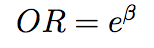 OR = e^β